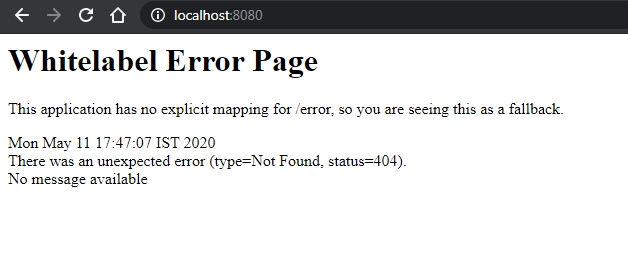 localhost:8080
Whitelabel Error Page
This application has no explicit mapping for /error, so you are seeing this as a fallback.
Mon May 11 17:47:07 IST 2020
There was an unexpected error (type=Not Found, status=404).
No message available